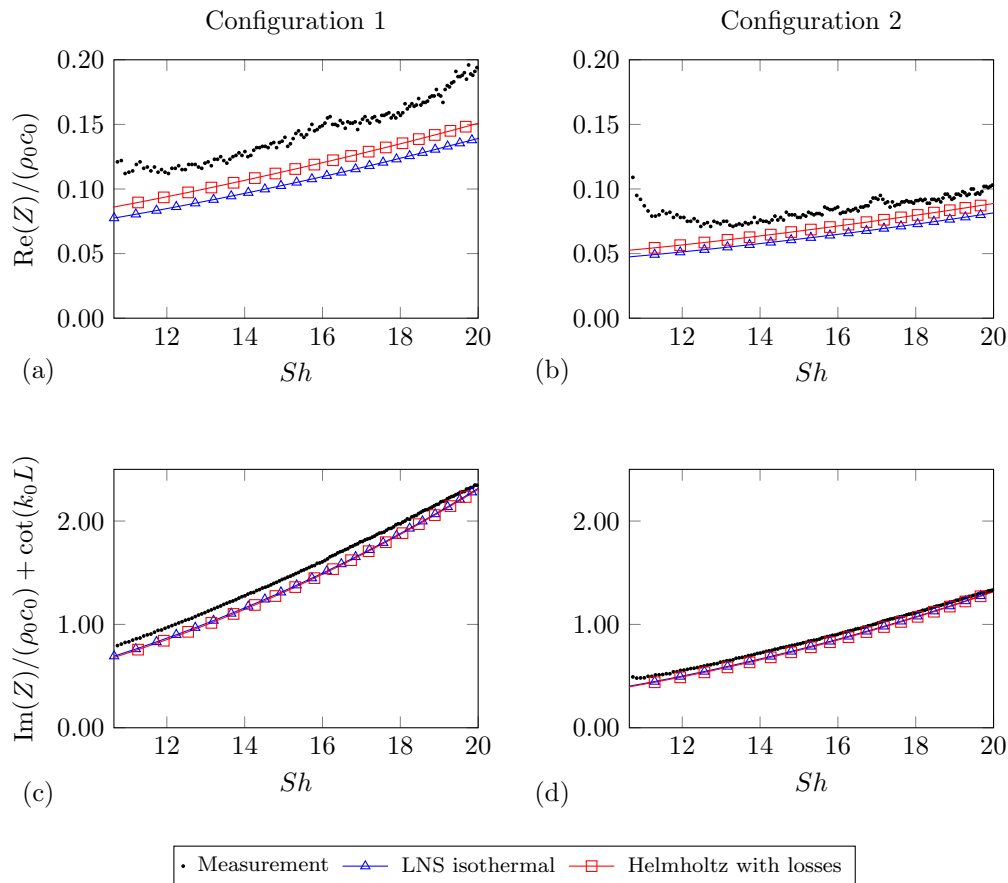 Configuration 1
Configuration 2
Re(Z)/(ρ₀c₀)
0.20
0.15
0.10
0.05
0.00
12 14 16 18 20
Sh
(a)
0.20
0.15
0.10
0.05
0.00
12 14 16 18 20
Sh
(b)
Im(Z)/(ρ₀c₀) + cot(k₀L)
2.00
1.00
0.00
12 14 16 18 20
Sh
(c)
2.00
1.00
0.00
12 14 16 18 20
Sh
(d)
Measurement LNS isothermal Helmholtz with losses